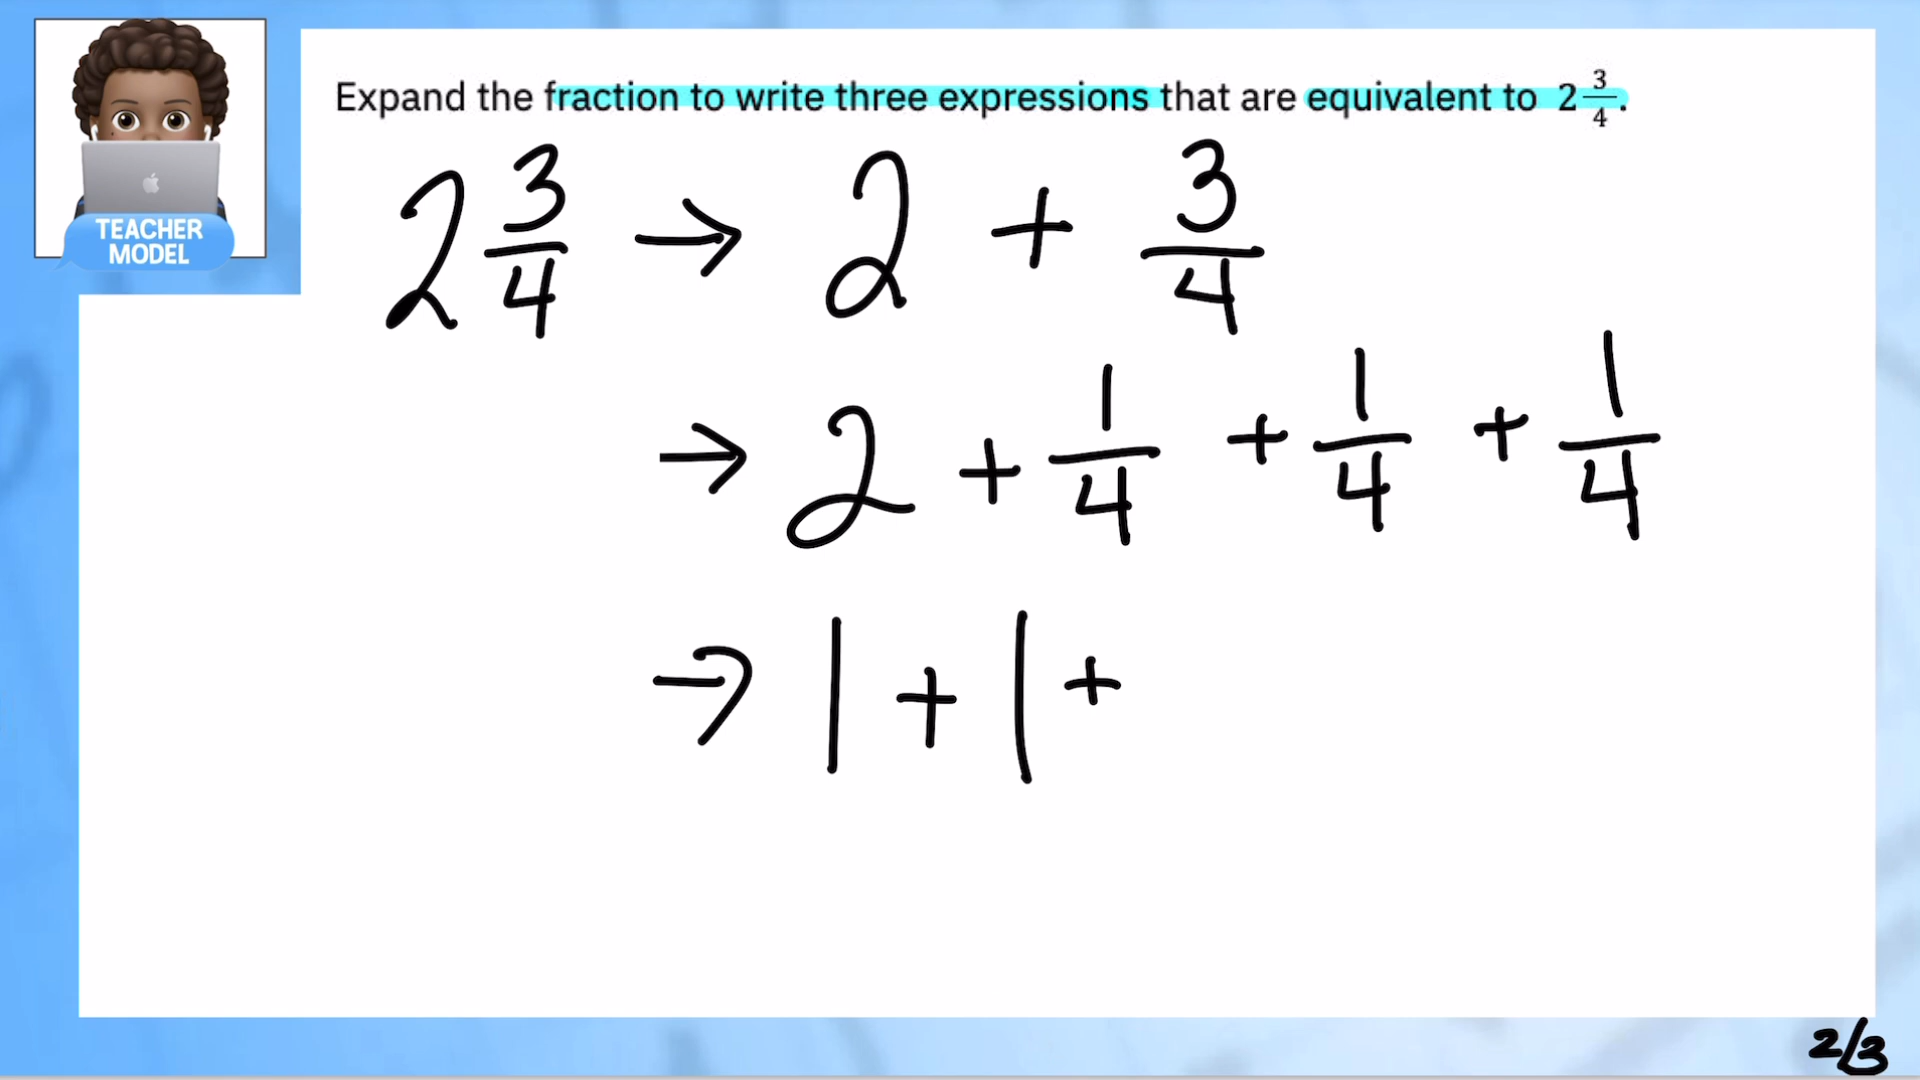 Expand the fraction to write three expressions that are equivalent to 2 3/4.
TEACHER
MODEL
2 3/4 → 2 + 3/4
→ 2 + 1/4 + 1/4 + 1/4
→ 1 + 1 +
2/3